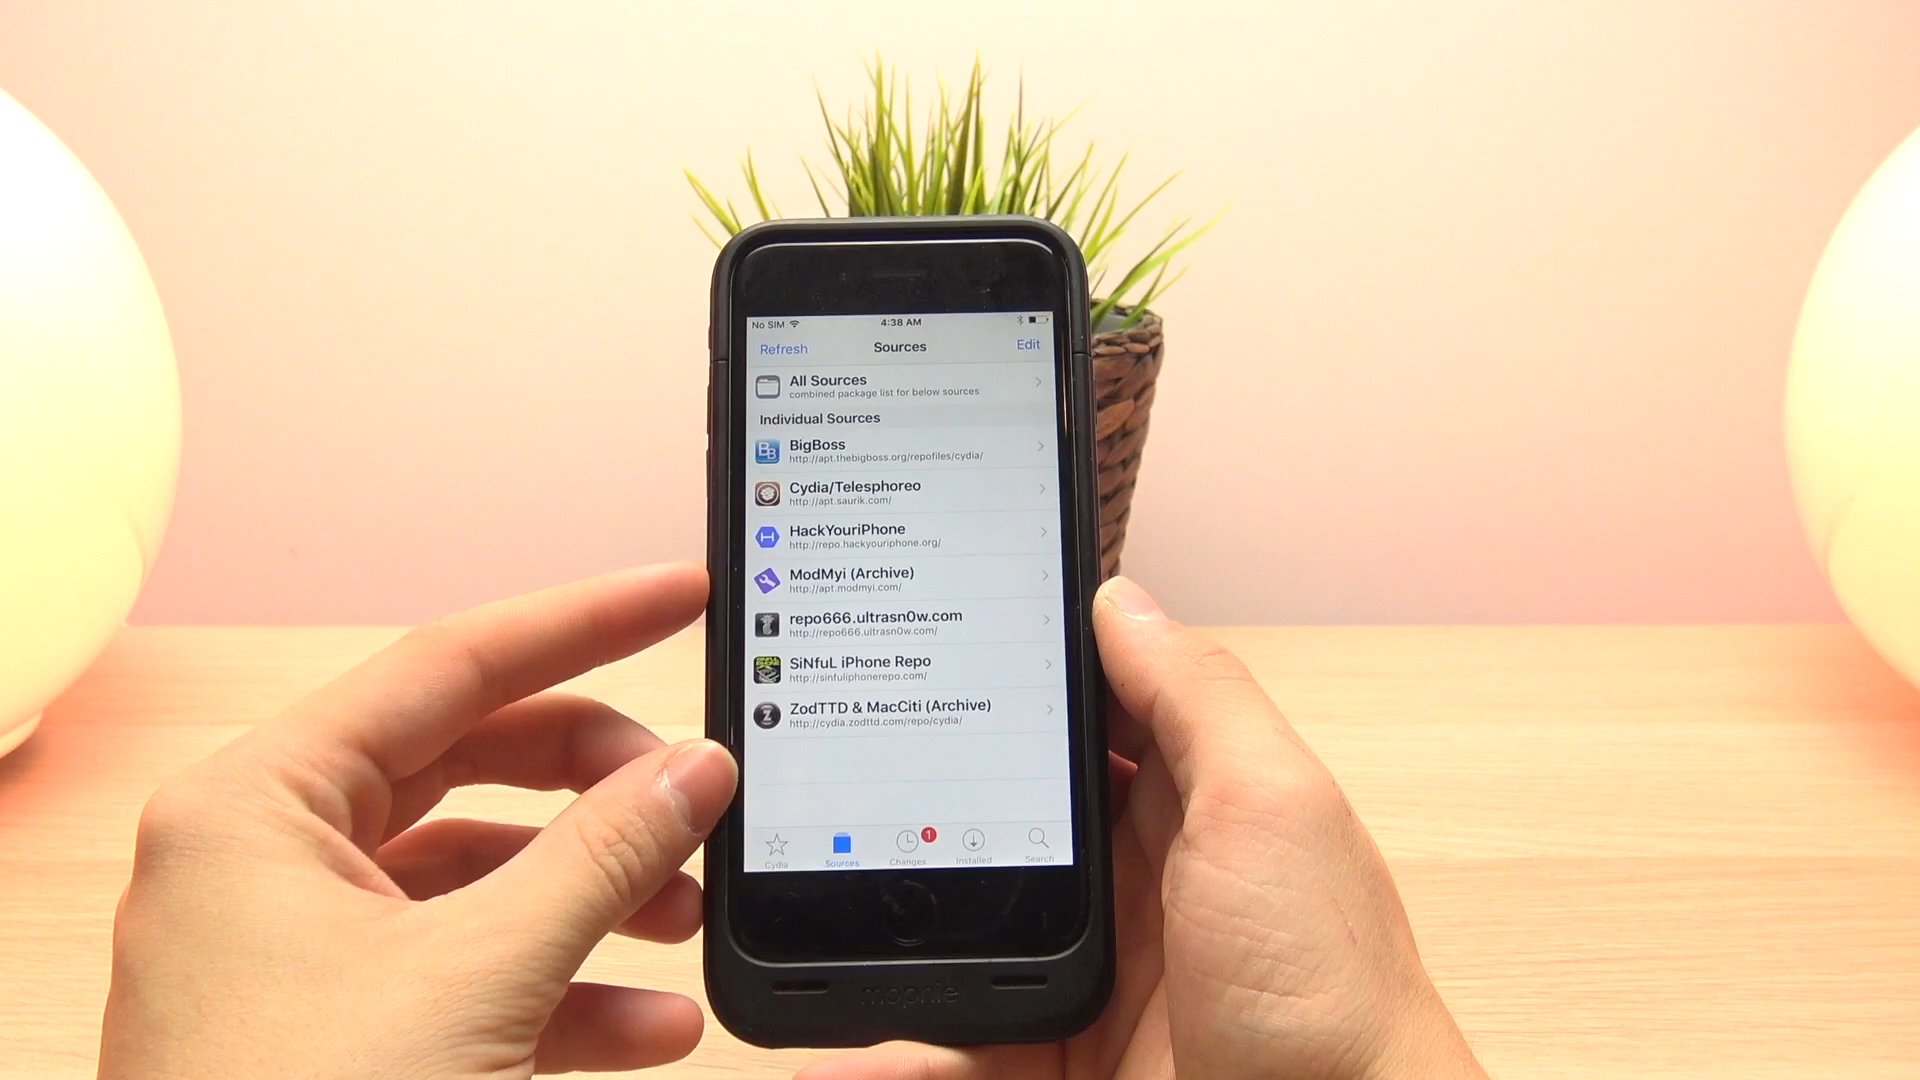 No SIM 4:38 AM
Refresh Sources Edit
All Sources
combined package list for below sources
Individual Sources
BB
BigBoss
http://apt.thebigboss.org/repofiles/cydia/
Cydia/Telesphoreo
http://apt.saurik.com/
HackYouriPhone
http://repo.hackyouriphone.org/
ModMyi (Archive)
http://apt.modmyi.com/
repo666.ultrasn0w.com
http://repo666.ultrasn0w.com/
SiNfuL iPhone Repo
http://sinfuliphonerepo.com/
Z
ZodTTD & MacCiti (Archive)
http://cydia.zodttd.com/repo/cydia/
1
Cydia Sources Changes Installed Search
mophie